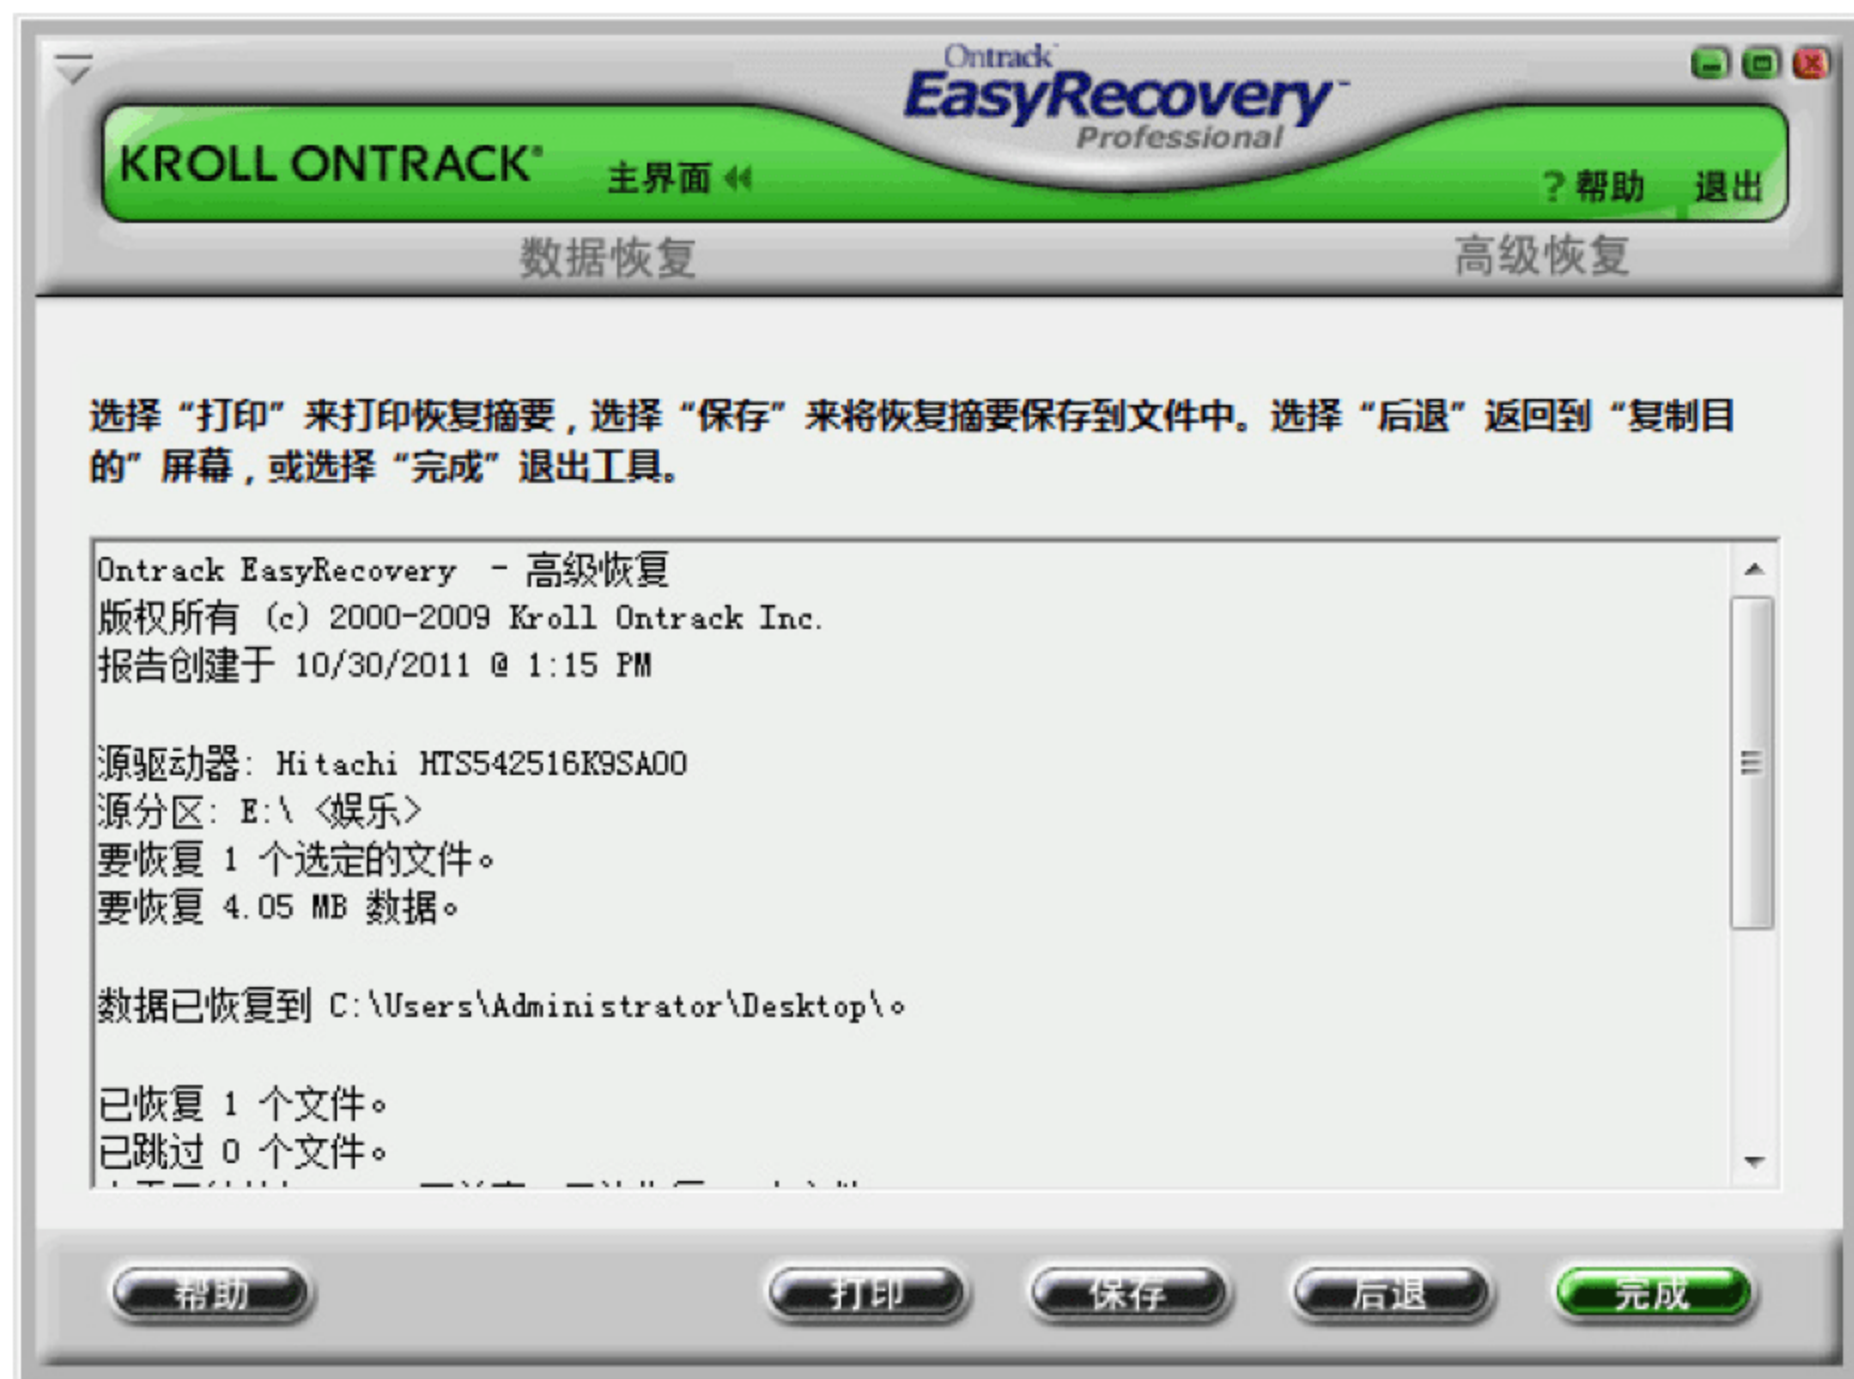 Ontrack
EasyRecovery
Professional
KROLL ONTRACK
主界面
?帮助 退出
数据恢复 高级恢复
选择“打印”来打印恢复摘要，选择“保存”来将恢复摘要保存到文件中。选择“后退”返回到“复制目
的”屏幕，或选择“完成”退出工具。
Ontrack EasyRecovery - 高级恢复
版权所有 (c) 2000-2009 Kroll Ontrack Inc.
报告创建于 10/30/2011 @ 1:15 PM
源驱动器: Hitachi HTS542516K9SA00
源分区: E:\ <娱乐>
要恢复 1 个选定的文件。
要恢复 4.05 MB 数据。
数据已恢复到 C:\Users\Administrator\Desktop\。
已恢复 1 个文件。
已跳过 0 个文件。
帮助 打印 保存 后退 完成